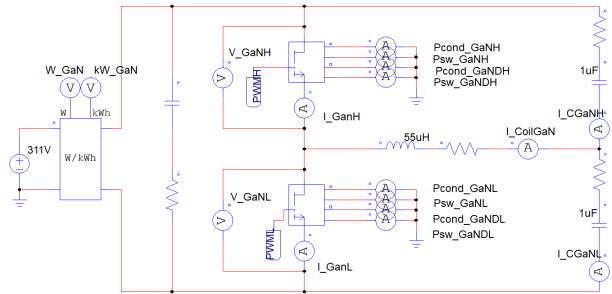 W_GaN kW_GaN
V V
W kWh
311V
W/kWh
V_GaNH
V
PWMH
A
A
A
A
Pcond_GaNH
Psw_GaNH
Pcond_GaNDH
Psw_GaNDH
A
I_GanH
55uH
I_CoilGaN
A
1uF
I_CGaNH
A
V_GaNL
V
PWML
A
A
A
A
Pcond_GaNL
Psw_GaNL
Pcond_GaNDL
Psw_GaNDL
A
I_GanL
1uF
I_CGaNL
A